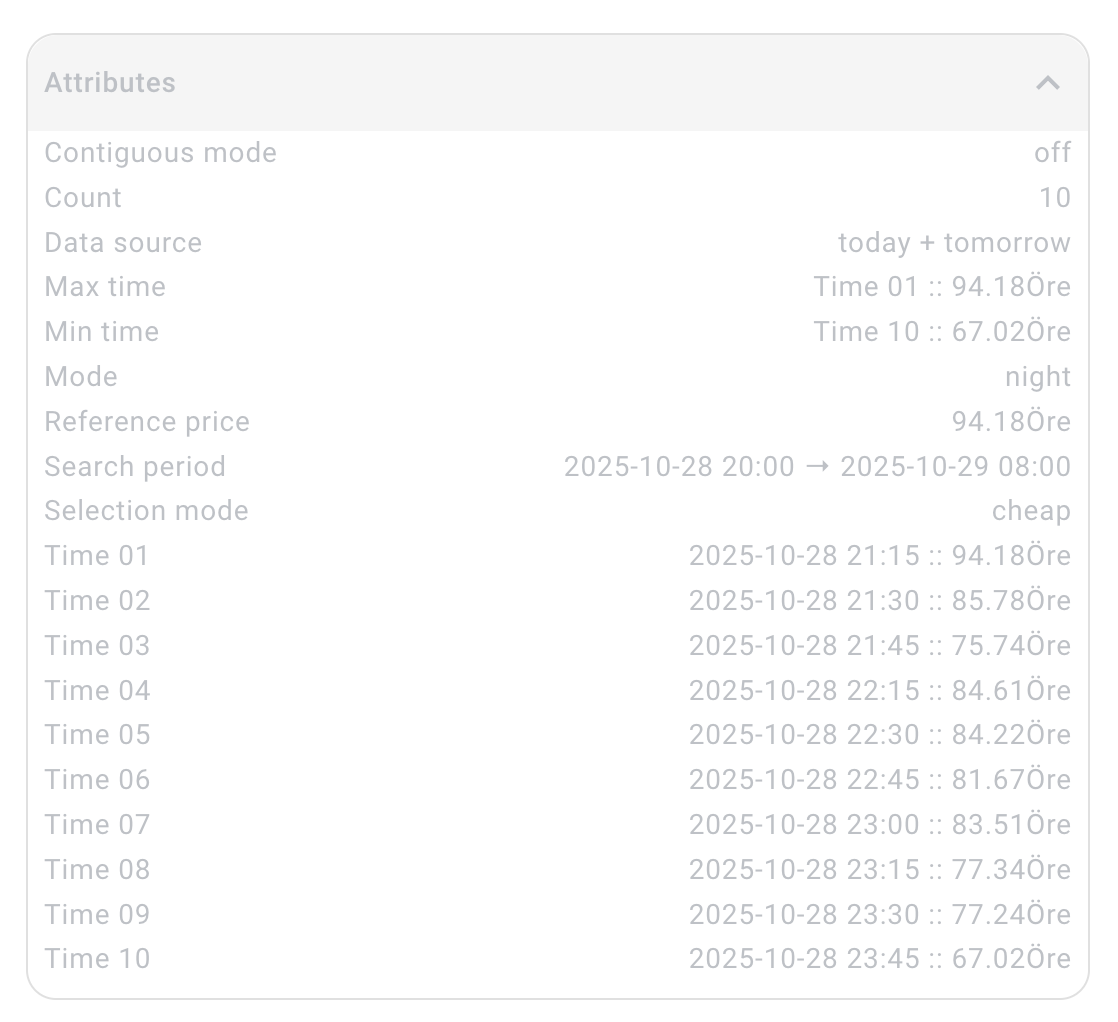 Attributes
Contiguous mode off
Count 10
Data source today + tomorrow
Max time Time 01 :: 94.18Öre
Min time Time 10 :: 67.02Öre
Mode night
Reference price 94.18Öre
Search period 2025-10-28 20:00 → 2025-10-29 08:00
Selection mode cheap
Time 01 2025-10-28 21:15 :: 94.18Öre
Time 02 2025-10-28 21:30 :: 85.78Öre
Time 03 2025-10-28 21:45 :: 75.74Öre
Time 04 2025-10-28 22:15 :: 84.61Öre
Time 05 2025-10-28 22:30 :: 84.22Öre
Time 06 2025-10-28 22:45 :: 81.67Öre
Time 07 2025-10-28 23:00 :: 83.51Öre
Time 08 2025-10-28 23:15 :: 77.34Öre
Time 09 2025-10-28 23:30 :: 77.24Öre
Time 10 2025-10-28 23:45 :: 67.02Öre